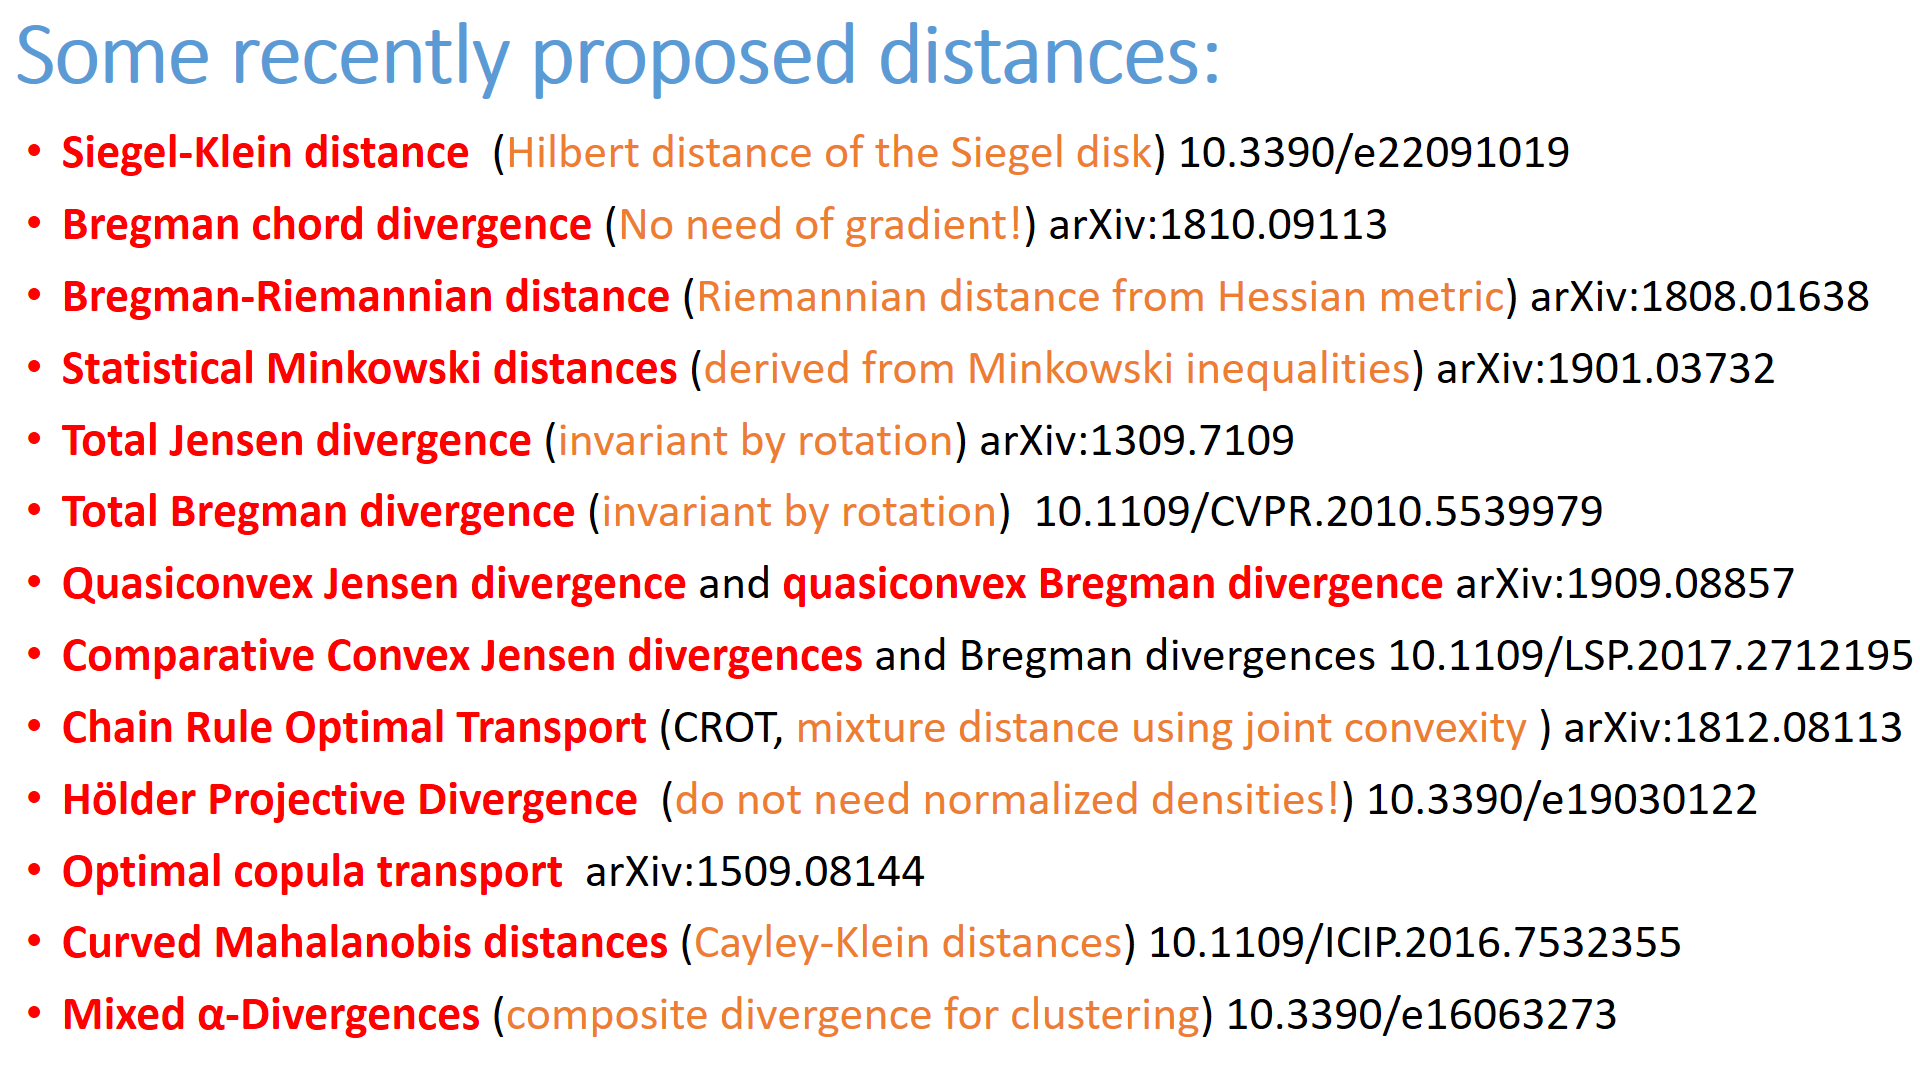 Some recently proposed distances:
• Siegel-Klein distance (Hilbert distance of the Siegel disk) 10.3390/e22091019
• Bregman chord divergence (No need of gradient!) arXiv:1810.09113
• Bregman-Riemannian distance (Riemannian distance from Hessian metric) arXiv:1808.01638
• Statistical Minkowski distances (derived from Minkowski inequalities) arXiv:1901.03732
• Total Jensen divergence (invariant by rotation) arXiv:1309.7109
• Total Bregman divergence (invariant by rotation) 10.1109/CVPR.2010.5539979
• Quasiconvex Jensen divergence and quasiconvex Bregman divergence arXiv:1909.08857
• Comparative Convex Jensen divergences and Bregman divergences 10.1109/LSP.2017.2712195
• Chain Rule Optimal Transport (CROT, mixture distance using joint convexity ) arXiv:1812.08113
• Hölder Projective Divergence (do not need normalized densities!) 10.3390/e19030122
• Optimal copula transport arXiv:1509.08144
• Curved Mahalanobis distances (Cayley-Klein distances) 10.1109/ICIP.2016.7532355
• Mixed α-Divergences (composite divergence for clustering) 10.3390/e16063273